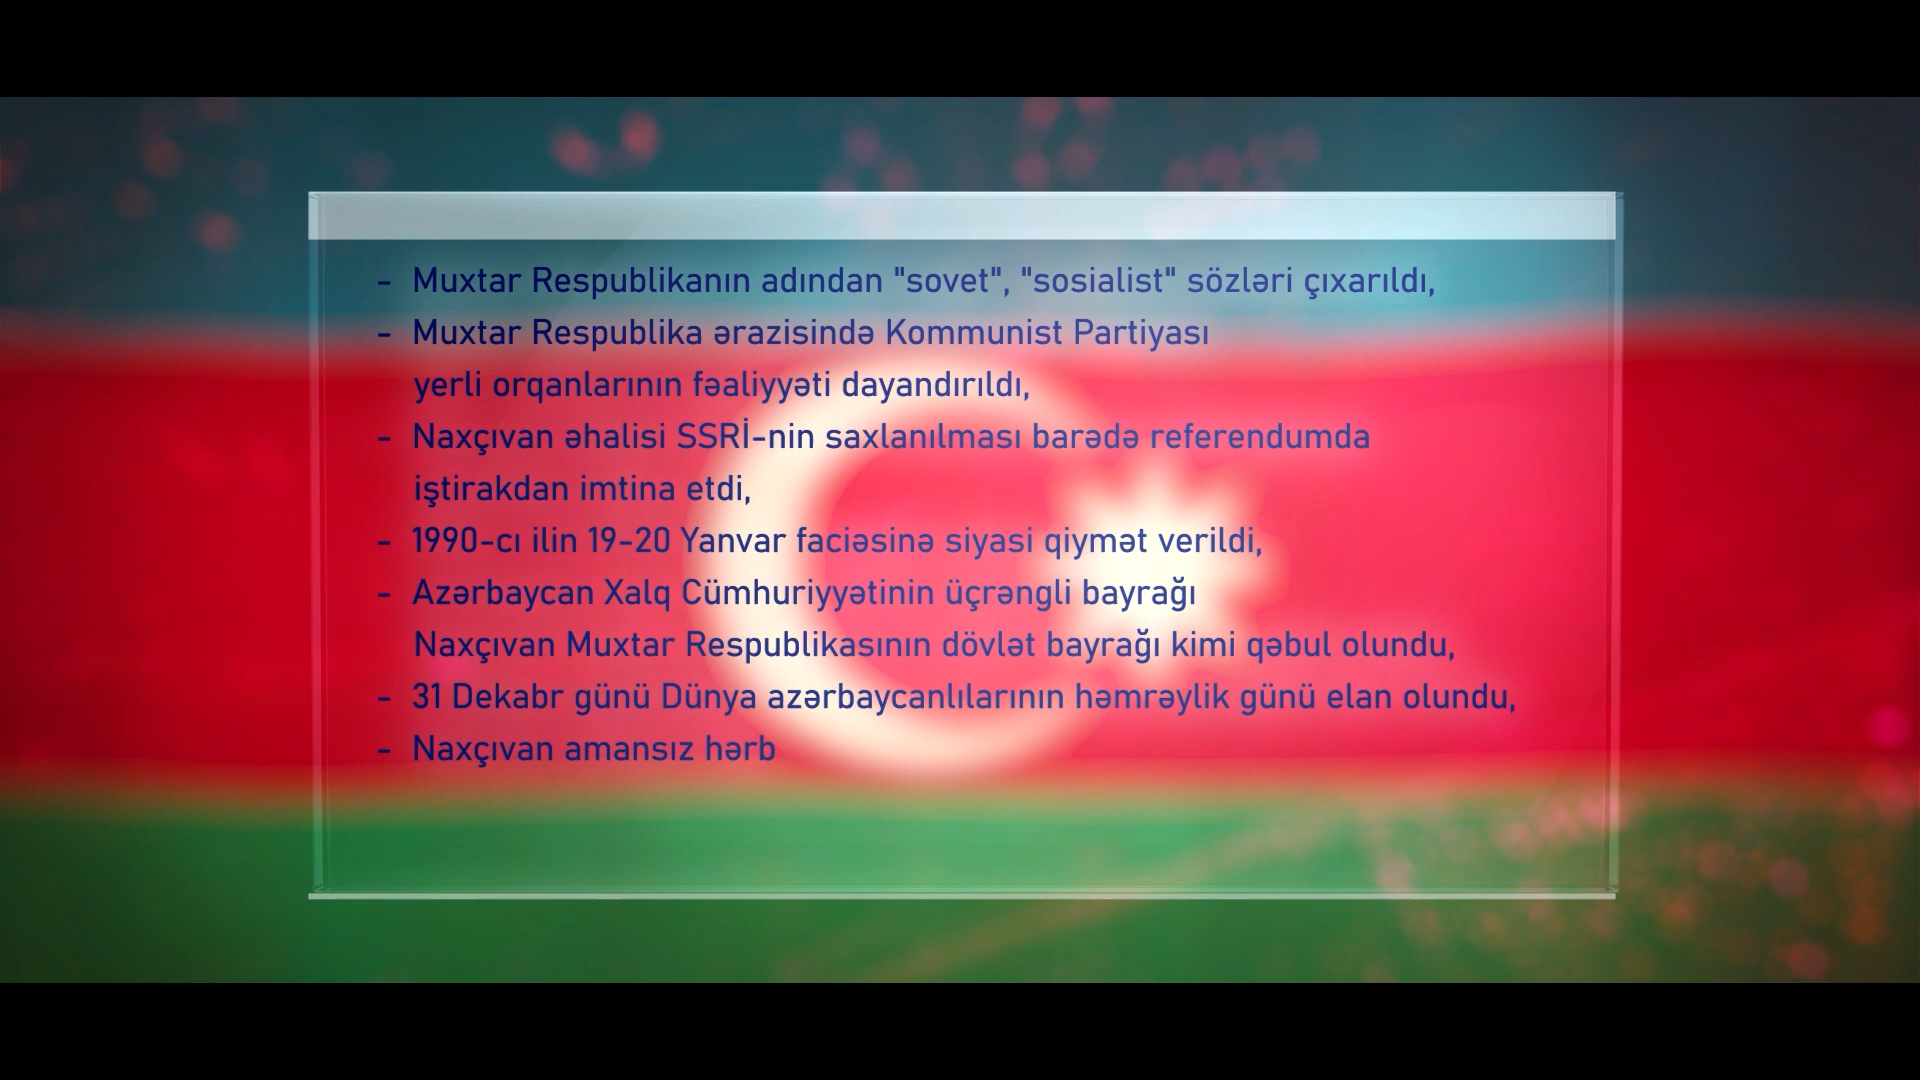 - Muxtar Respublikanın adından "sovet", "sosialist" sözləri çıxarıldı,
- Muxtar Respublika ərazisində Kommunist Partiyası
yerli orqanlarının fəaliyyəti dayandırıldı,
- Naxçıvan əhalisi SSRİ-nin saxlanılması barədə referendumda
iştirakdan imtina etdi,
- 1990-cı ilin 19-20 Yanvar faciəsinə siyasi qiymət verildi,
- Azərbaycan Xalq Cümhuriyyətinin üçrəngli bayrağı
Naxçıvan Muxtar Respublikasının dövlət bayrağı kimi qəbul olundu,
- 31 Dekabr günü Dünya azərbaycanlılarının həmrəylik günü elan olundu,
- Naxçıvan amansız hərb